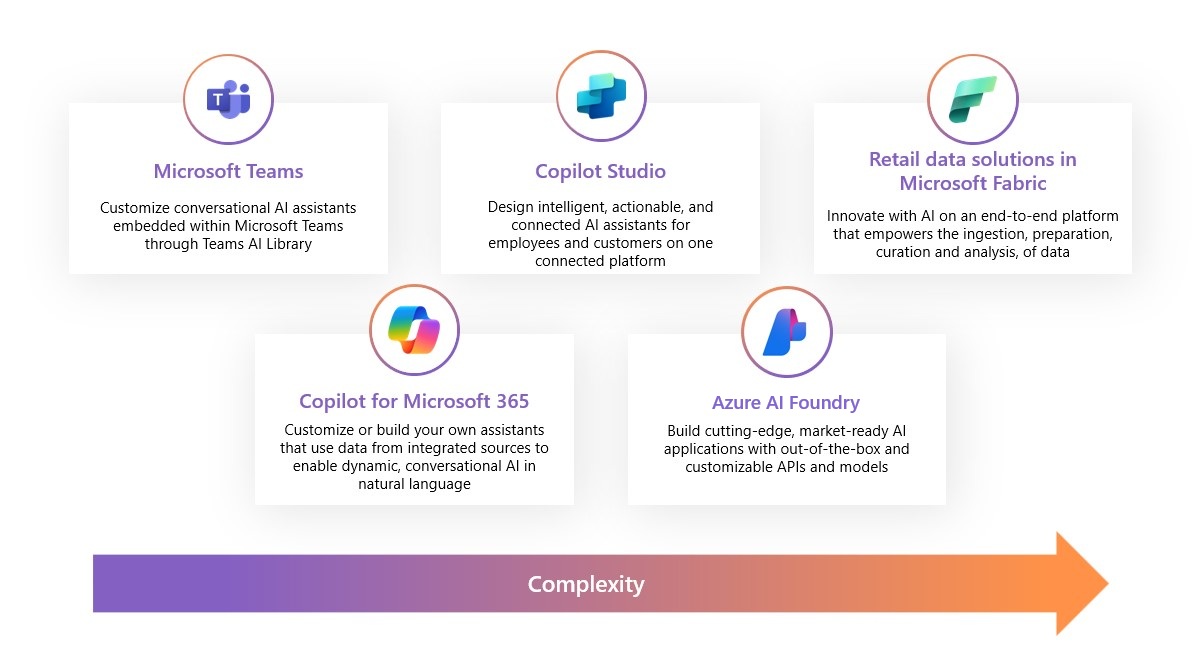 T
Microsoft Teams
Customize conversational AI assistants
embedded within Microsoft Teams
through Teams AI Library
Copilot Studio
Design intelligent, actionable, and
connected AI assistants for
employees and customers on one
connected platform
Retail data solutions in
Microsoft Fabric
Innovate with AI on an end-to-end platform
that empowers the ingestion, preparation,
curation and analysis, of data
Copilot for Microsoft 365
Customize or build your own assistants
that use data from integrated sources to
enable dynamic, conversational AI in
natural language
Azure AI Foundry
Build cutting-edge, market-ready AI
applications with out-of-the-box and
customizable APIs and models
Complexity